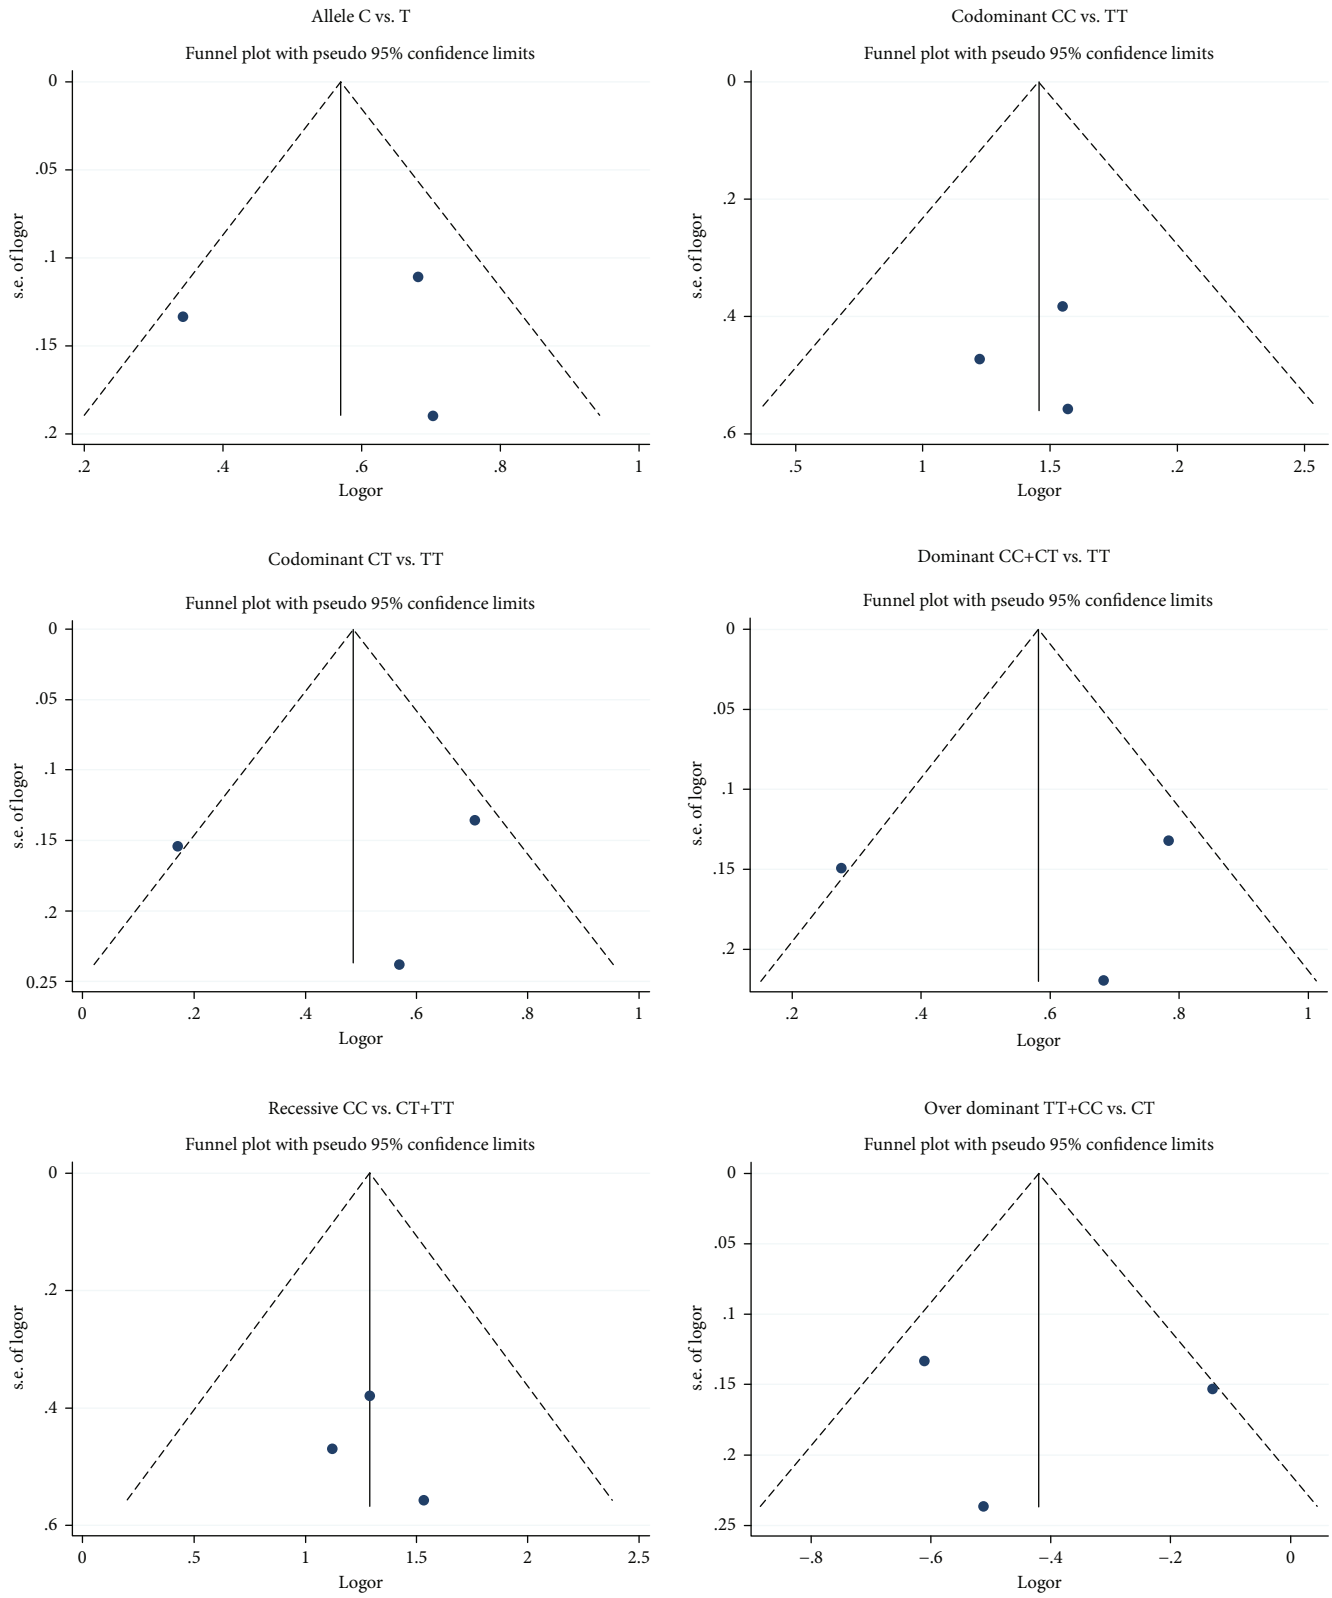 Allele C vs. T
Funnel plot with pseudo 95% confidence limits
0
.05
.1
.15
.2
s.e. of logor
.2 .4 .6 .8 1
Logor
Codominant CC vs. TT
Funnel plot with pseudo 95% confidence limits
0
.2
.4
.6
s.e. of logor
.5 1 1.5 .2 2.5
Logor
Codominant CT vs. TT
Funnel plot with pseudo 95% confidence limits
0
.05
.1
.15
.2
0.25
s.e. of logor
0 .2 .4 .6 .8 1
Logor
Dominant CC+CT vs. TT
Funnel plot with pseudo 95% confidence limits
0
.05
.1
.15
.2
s.e. of logor
.2 .4 .6 .8 1
Logor
Recessive CC vs. CT+TT
Funnel plot with pseudo 95% confidence limits
0
.2
.4
.6
s.e. of logor
0 .5 1 1.5 2 2.5
Logor
Over dominant TT+CC vs. CT
Funnel plot with pseudo 95% confidence limits
0
.05
.1
.15
.2
.25
s.e. of logor
−.8 −.6 −.4 −.2 0
Logor